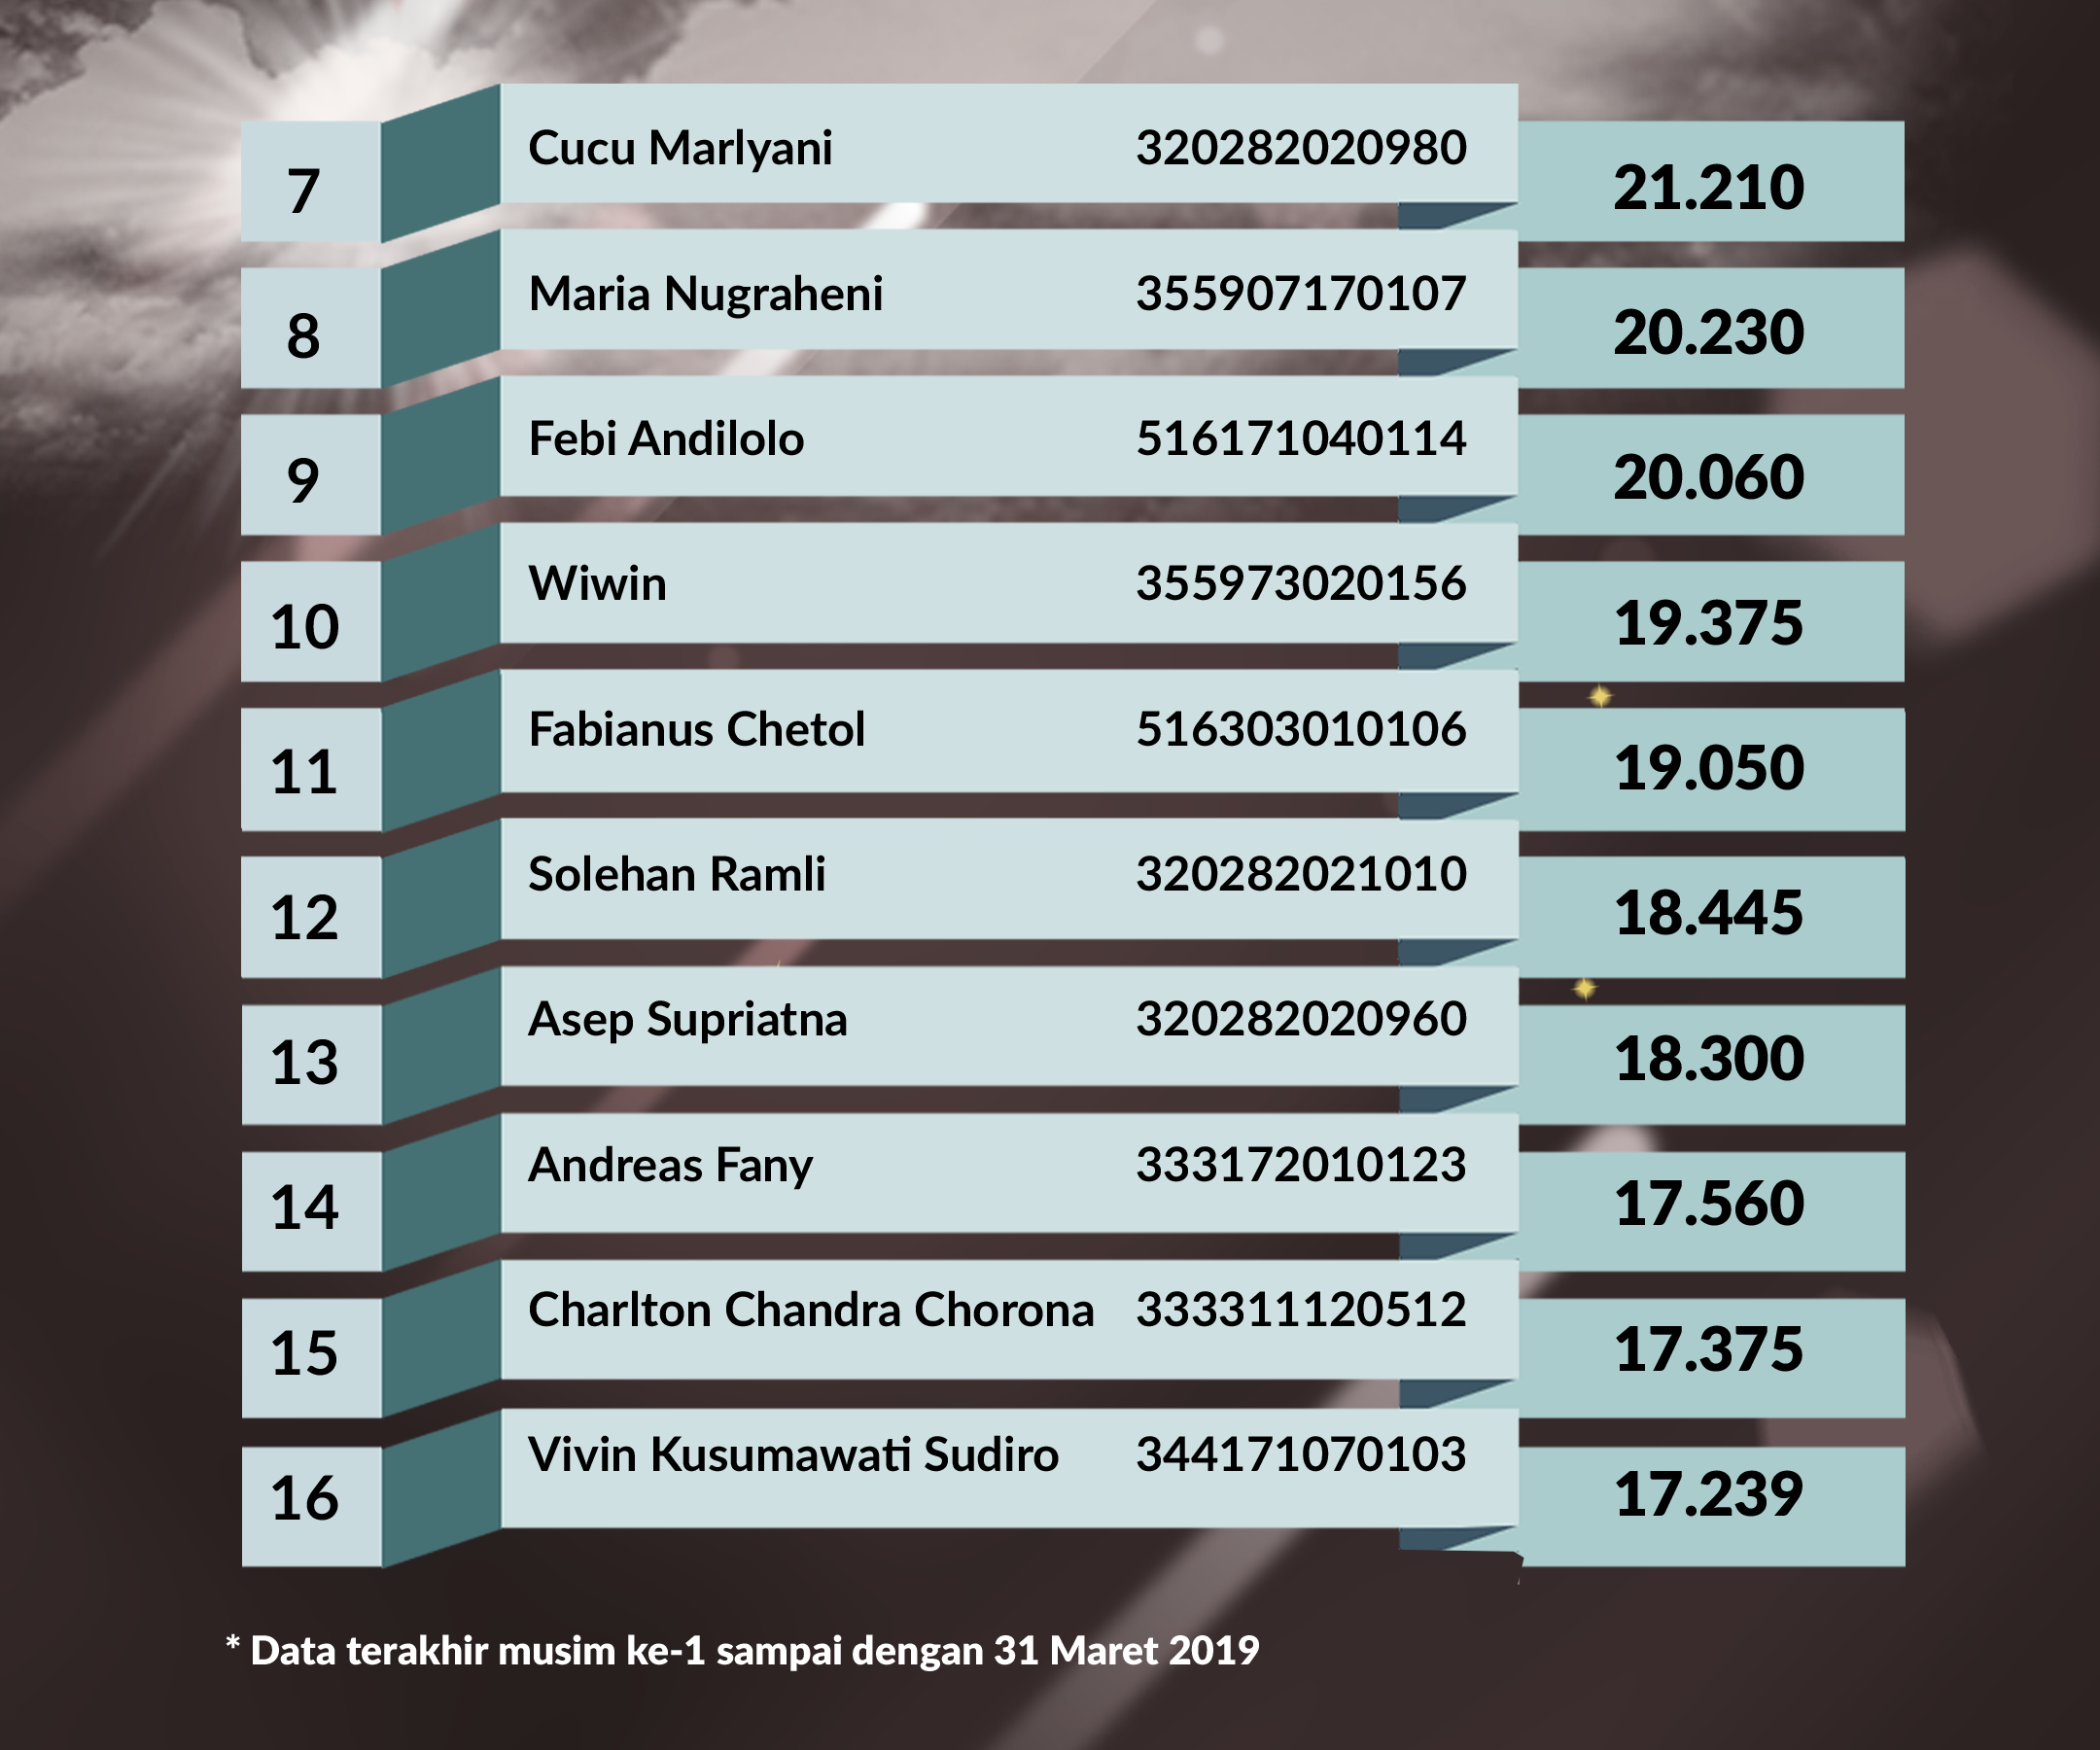 7 Cucu Marlyani 320282020980 21.210
8 Maria Nugraheni 355907170107 20.230
9 Febi Andilolo 516171040114 20.060
10 Wiwin 355973020156 19.375
11 Fabianus Chetol 516303010106 19.050
12 Solehan Ramli 320282021010 18.445
13 Asep Supriatna 320282020960 18.300
14 Andreas Fany 333172010123 17.560
15 Charlton Chandra Chorona 333311120512 17.375
16 Vivin Kusumawati Sudiro 344171070103 17.239
* Data terakhir musim ke-1 sampai dengan 31 Maret 2019